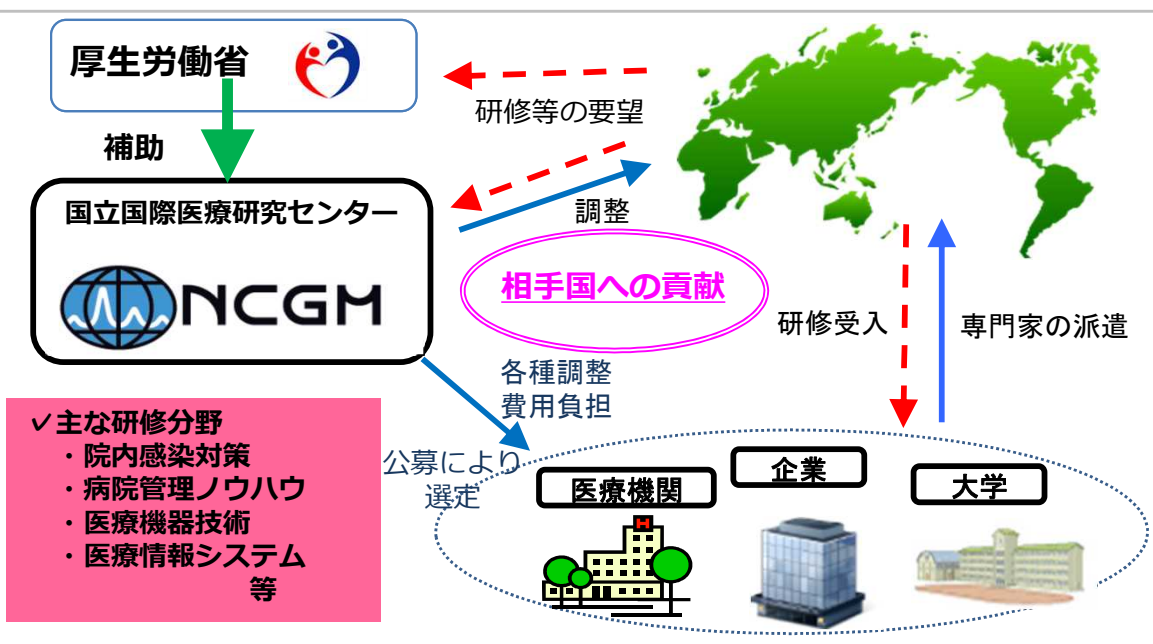 厚生労働省
研修等の要望
補助
国立国際医療研究センター
NCGM
調整
相手国への貢献
研修受入
専門家の派遣
各種調整
費用負担
公募により
選定
✓主な研修分野
・院内感染対策
・病院管理ノウハウ
・医療機器技術
・医療情報システム
等
医療機関
企業
大学
H